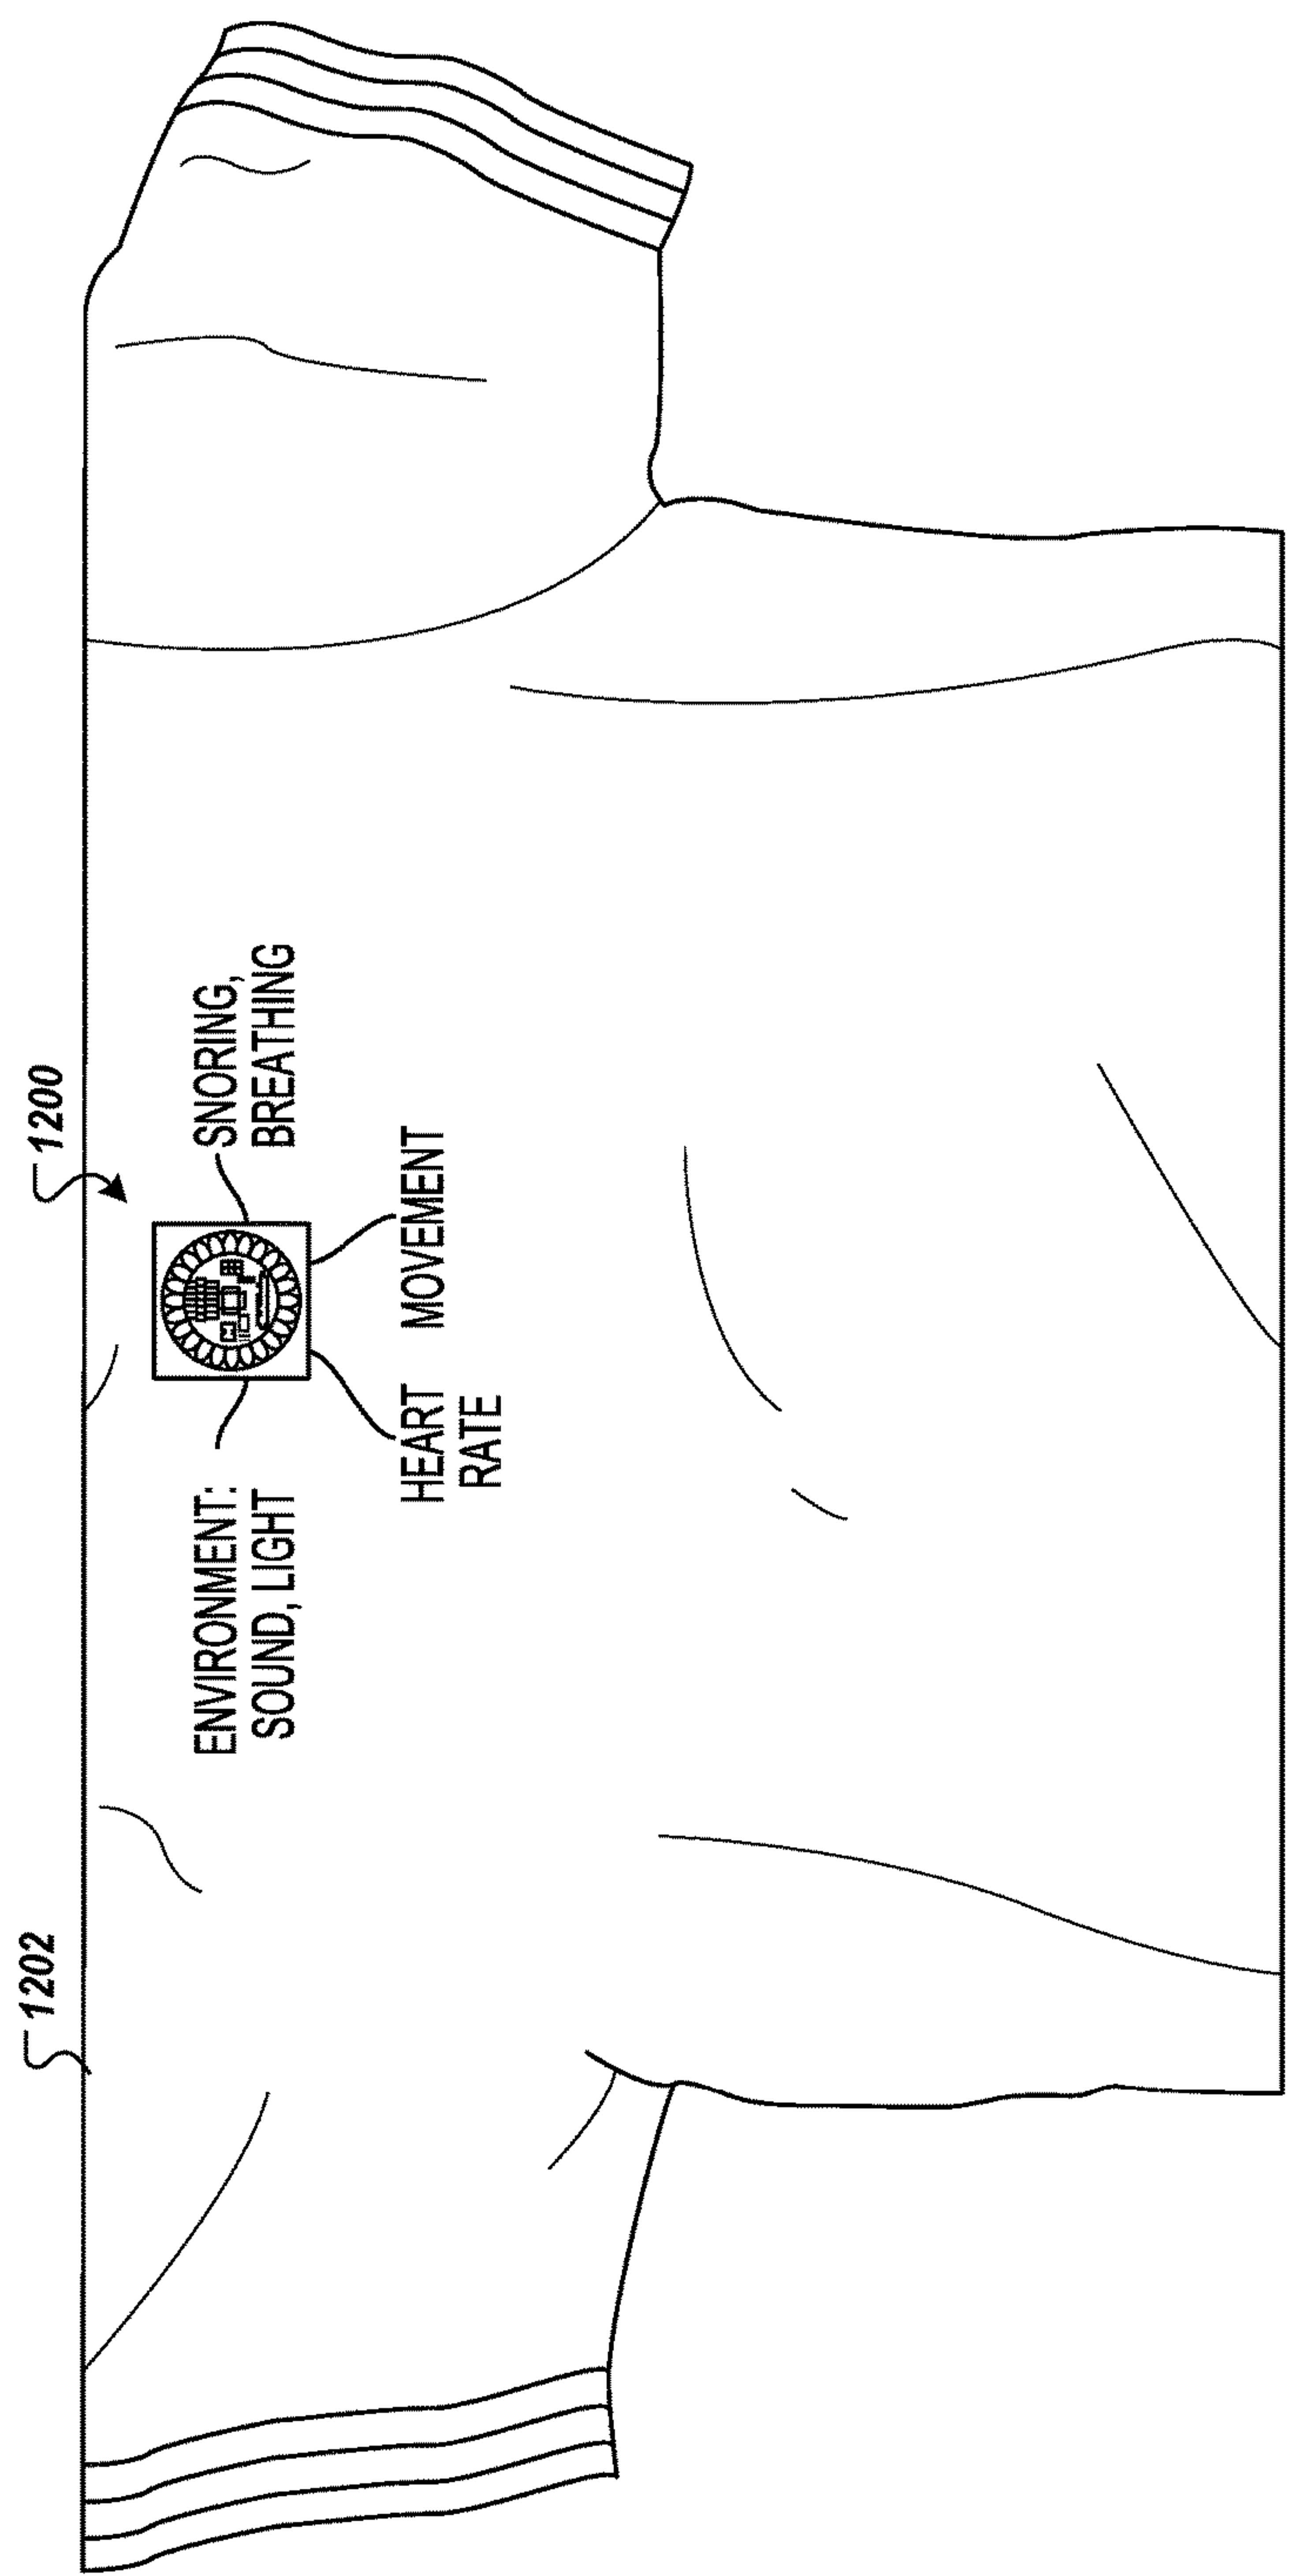 1200
1202
ENVIRONMENT:
SOUND, LIGHT
SNORING,
BREATHING
HEART
RATE
MOVEMENT